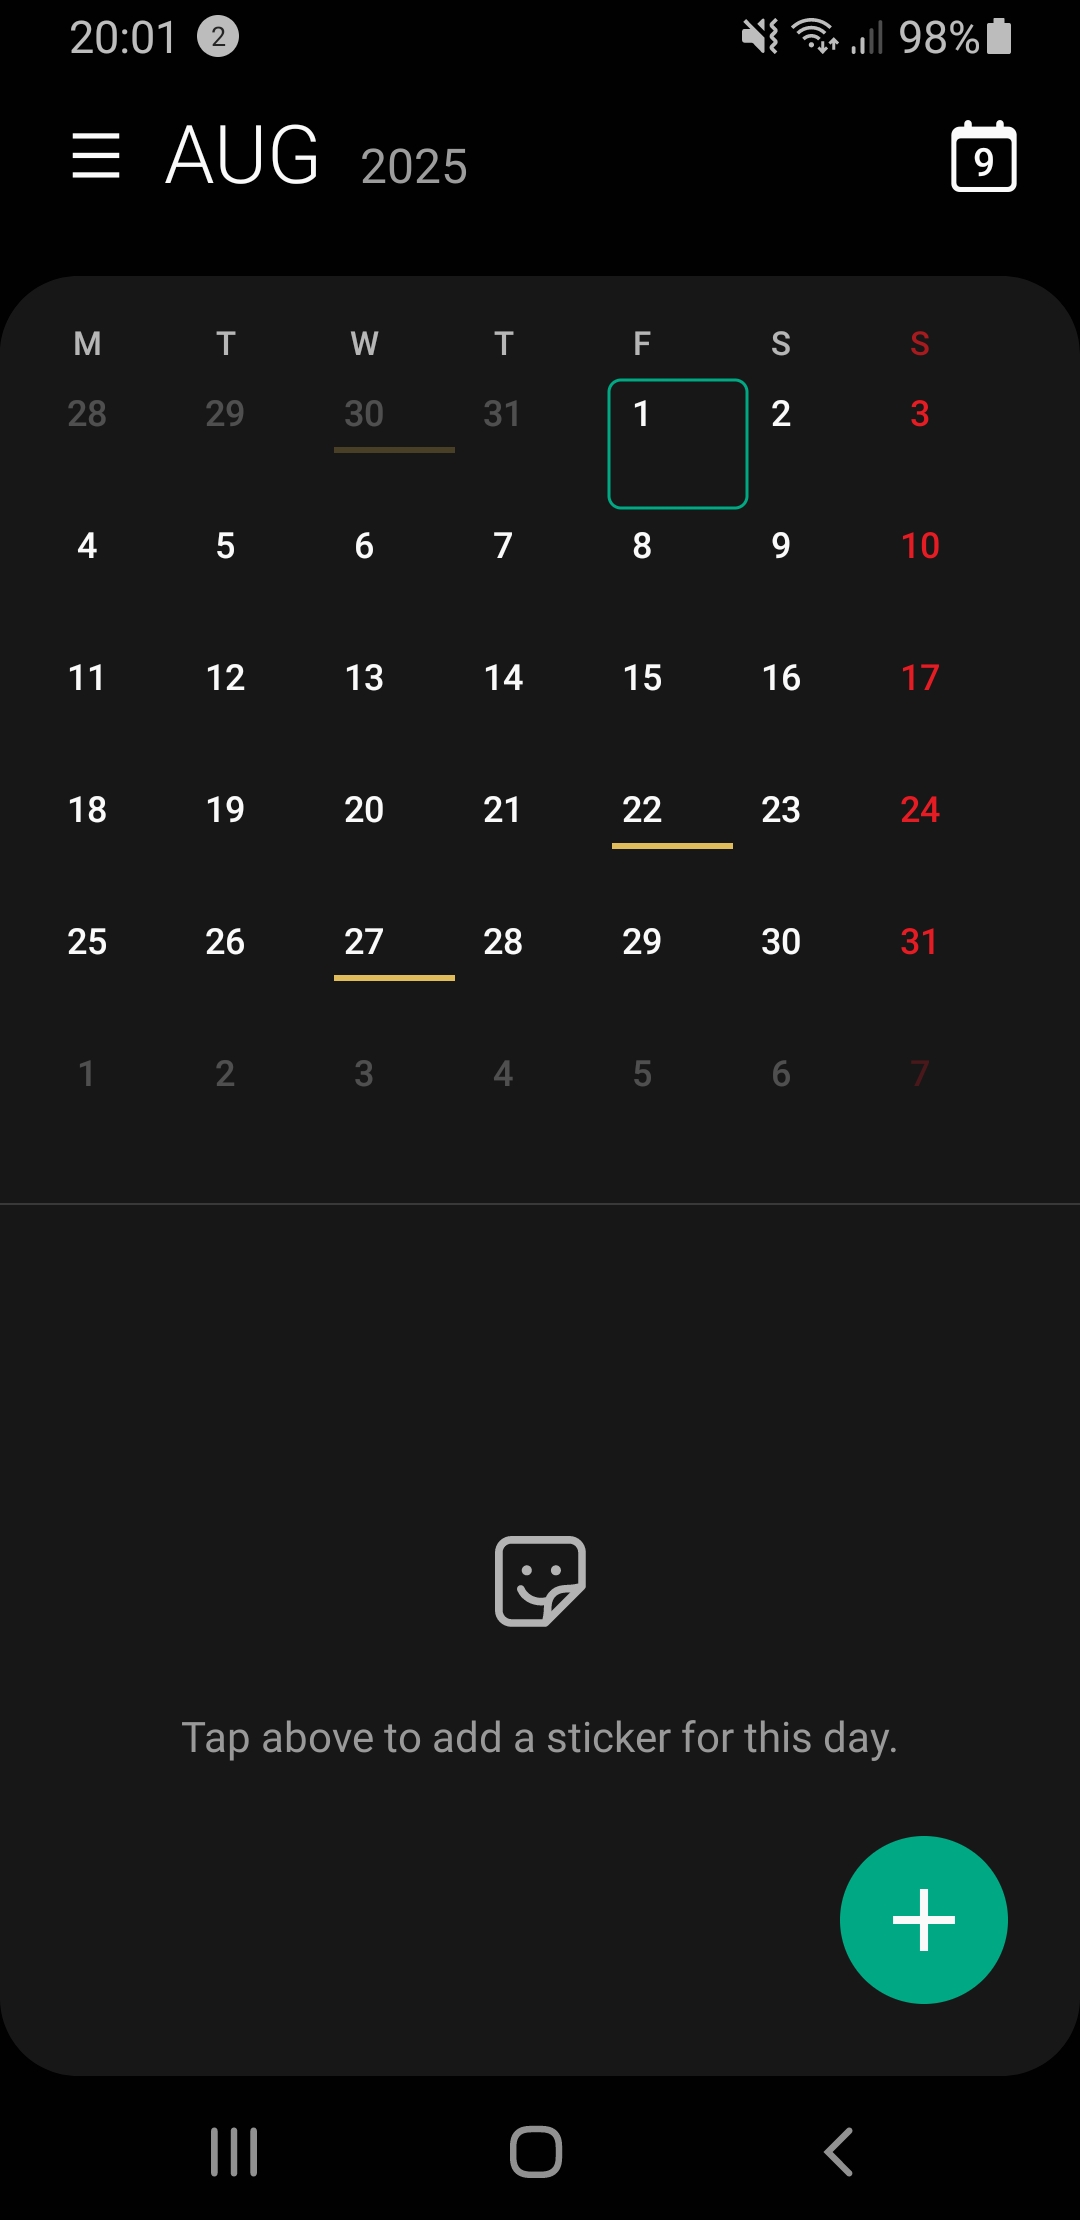 20:01 2 98%
AUG 2025 9
M T W T F S S
28 29 30 31 1 2 3
4 5 6 7 8 9 10
11 12 13 14 15 16 17
18 19 20 21 22 23 24
25 26 27 28 29 30 31
1 2 3 4 5 6 7
Tap above to add a sticker for this day.